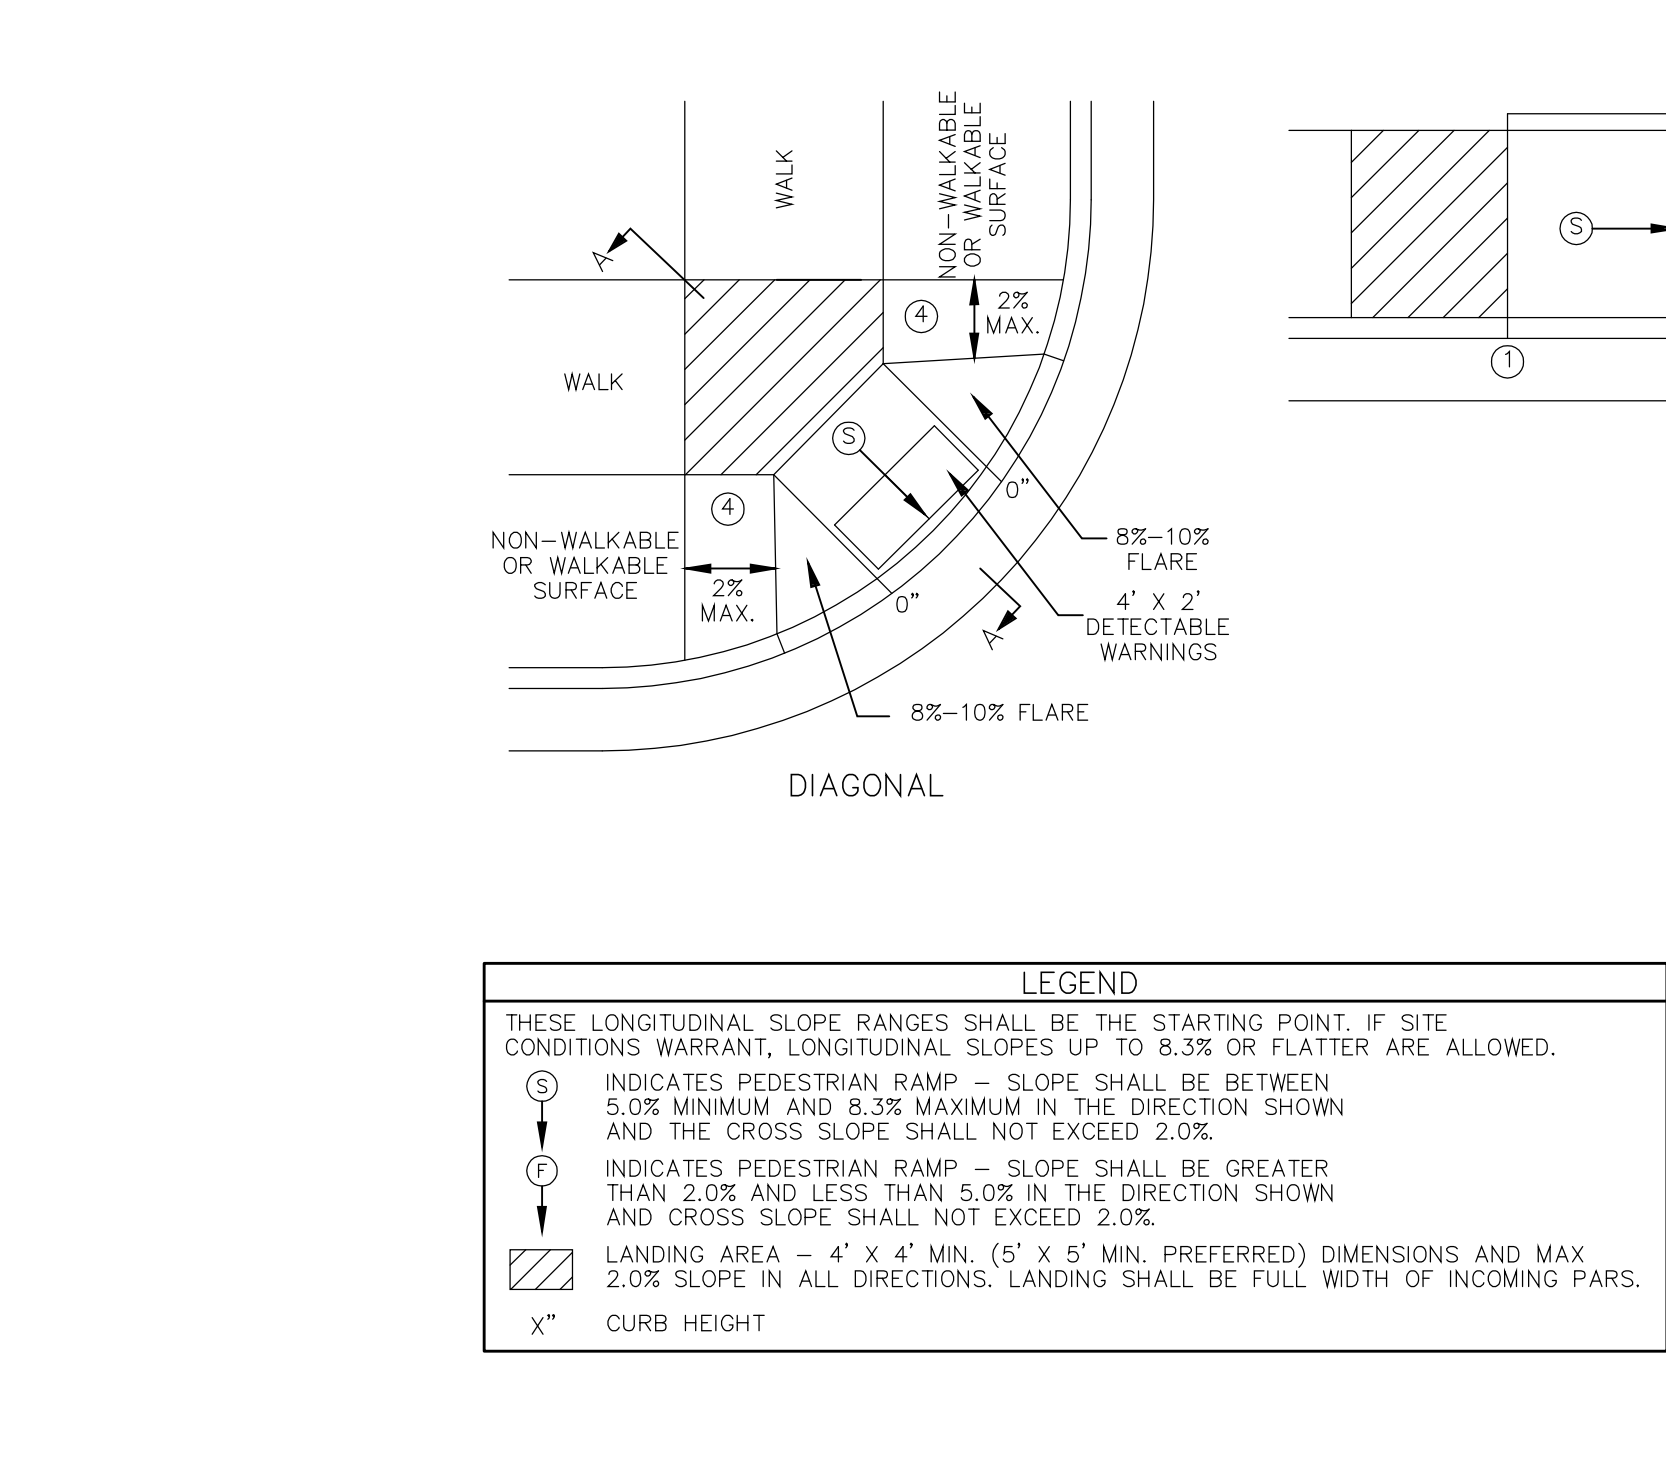 NON-WALKABLE
OR WALKABLE
SURFACE
WALK
A
S
4
2%
MAX.
WALK
1
S
0"
4
NON-WALKABLE
OR WALKABLE
SURFACE
2%
MAX.
0"
8%-10%
FLARE
4' X 2'
DETECTABLE
WARNINGS
A
8%-10% FLARE
DIAGONAL
LEGEND
THESE LONGITUDINAL SLOPE RANGES SHALL BE THE STARTING POINT. IF SITE
CONDITIONS WARRANT, LONGITUDINAL SLOPES UP TO 8.3% OR FLATTER ARE ALLOWED.
S INDICATES PEDESTRIAN RAMP - SLOPE SHALL BE BETWEEN
5.0% MINIMUM AND 8.3% MAXIMUM IN THE DIRECTION SHOWN
AND THE CROSS SLOPE SHALL NOT EXCEED 2.0%.
F INDICATES PEDESTRIAN RAMP - SLOPE SHALL BE GREATER
THAN 2.0% AND LESS THAN 5.0% IN THE DIRECTION SHOWN
AND CROSS SLOPE SHALL NOT EXCEED 2.0%.
LANDING AREA - 4' X 4' MIN. (5' X 5' MIN. PREFERRED) DIMENSIONS AND MAX
2.0% SLOPE IN ALL DIRECTIONS. LANDING SHALL BE FULL WIDTH OF INCOMING PARS.
X" CURB HEIGHT